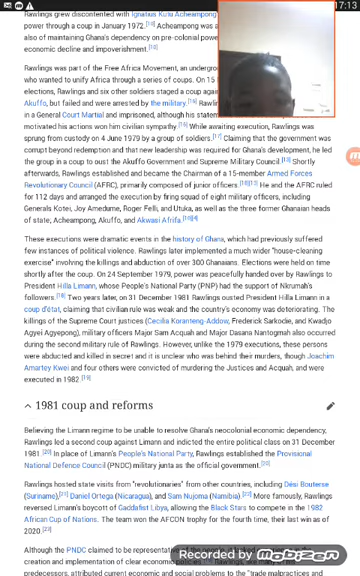 17:13
Rawlings grew discontented with Ignatius Kutu Acheampong
power through a coup in January 1972. Acheampong was a
also of maintaining Ghana's dependency on pre-colonial power
economic decline and impoverishment.
Rawlings was part of the Free Africa Movement, an undergroun
who wanted to unify Africa through a series of coups. On 15
elections, Rawlings and six other soldiers staged a coup again
Akuffo, but failed and were arrested by the military. Rawl
in a General Court Martial and imprisoned, although his statem
motivated his actions won him civilian sympathy. While awaiting execution, Rawlings was
sprung from custody on 4 June 1979 by a group of soldiers. Claiming that the government was
corrupt beyond redemption and that new leadership was required for Ghana's development, he led
the group in a coup to oust the Akuffo Government and Supreme Military Council. Shortly
afterwards, Rawlings established and became the Chairman of a 15-member Armed Forces
Revolutionary Council (AFRC), primarily composed of junior officers. He and the AFRC ruled
for 112 days and arranged the execution by firing squad of eight military officers, including
Generals Kotei, Joy Amedume, Roger Felli, and Utuka, as well as the three former Ghanaian heads
of state; Acheampong, Akuffo, and Akwasi Afrifa.
These executions were dramatic events in the history of Ghana, which had previously suffered
few instances of political violence. Rawlings later implemented a much wider "house-cleaning
exercise" involving the killings and abduction of over 300 Ghanaians. Elections were held on time
shortly after the coup. On 24 September 1979, power was peacefully handed over by Rawlings to
President Hilla Limann, whose People's National Party (PNP) had the support of Nkrumah's
followers. Two years later, on 31 December 1981 Rawlings ousted President Hilla Limann in a
coup d'état, claiming that civilian rule was weak and the country's economy was deteriorating. The
killings of the Supreme Court justices (Cecilia Koranteng-Addow, Frederick Sarkodie, and Kwadjo
Agyei Agyepong), military officers Major Sam Acquah and Major Dasana Nantogmah also occurred
during the second military rule of Rawlings. However, unlike the 1979 executions, these persons
were abducted and killed in secret and it is unclear who was behind their murders, though Joachim
Amartey Kwei and four others were convicted of murdering the Justices and Acquah, and were
executed in 1982. [19]
1981 coup and reforms
Believing the Limann regime to be unable to resolve Ghana's neocolonial economic dependency,
Rawlings led a second coup against Limann and indicted the entire political class on 31 December
1981. In place of Limann's People's National Party, Rawlings established the Provisional
National Defence Council (PNDC) military junta as the official government.
Rawlings hosted state visits from "revolutionaries" from other countries, including Dési Bouterse
(Suriname), Daniel Ortega (Nicaragua), and Sam Nujoma (Namibia). More famously, Rawlings
reversed Limann's boycott of Gaddafist Libya, allowing the Black Stars to compete in the 1982
African Cup of Nations. The team won the AFCON trophy for the fourth time, their last win as of
2020.
Although the PNDC claimed to be representative of the
creation and implementation of clear economic
predecessors, attributed current economic and social problems to the "trade malpractices and
Recorded by mobizen